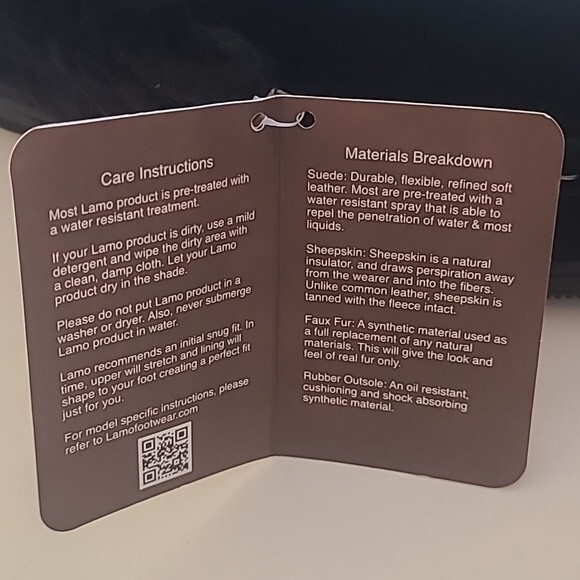 Care Instructions
Most Lamo product is pre-treated with
a water resistant treatment.
If your Lamo product is dirty, use a mild
detergent and wipe the dirty area with
a clean, damp cloth. Let your Lamo
product dry in the shade.
Please do not put Lamo product in a
washer or dryer. Also, never submerge
Lamo product in water.
Lamo recommends an initial snug fit. In
time, upper will stretch and lining will
shape to your foot creating a perfect fit
just for you.
For model specific instructions, please
refer to Lamofootwear.com
Materials Breakdown
Suede: Durable, flexible, refined soft
leather. Most are pre-treated with a
water resistant spray that is able to
repel the penetration of water & most
liquids.
Sheepskin: Sheepskin is a natural
insulator, and draws perspiration away
from the wearer and into the fibers.
Unlike common leather, sheepskin is
tanned with the fleece intact.
Faux Fur: A synthetic material used as
a full replacement of any natural
materials. This will give the look and
feel of real fur only.
Rubber Outsole: An oil resistant,
cushioning and shock absorbing
synthetic material.